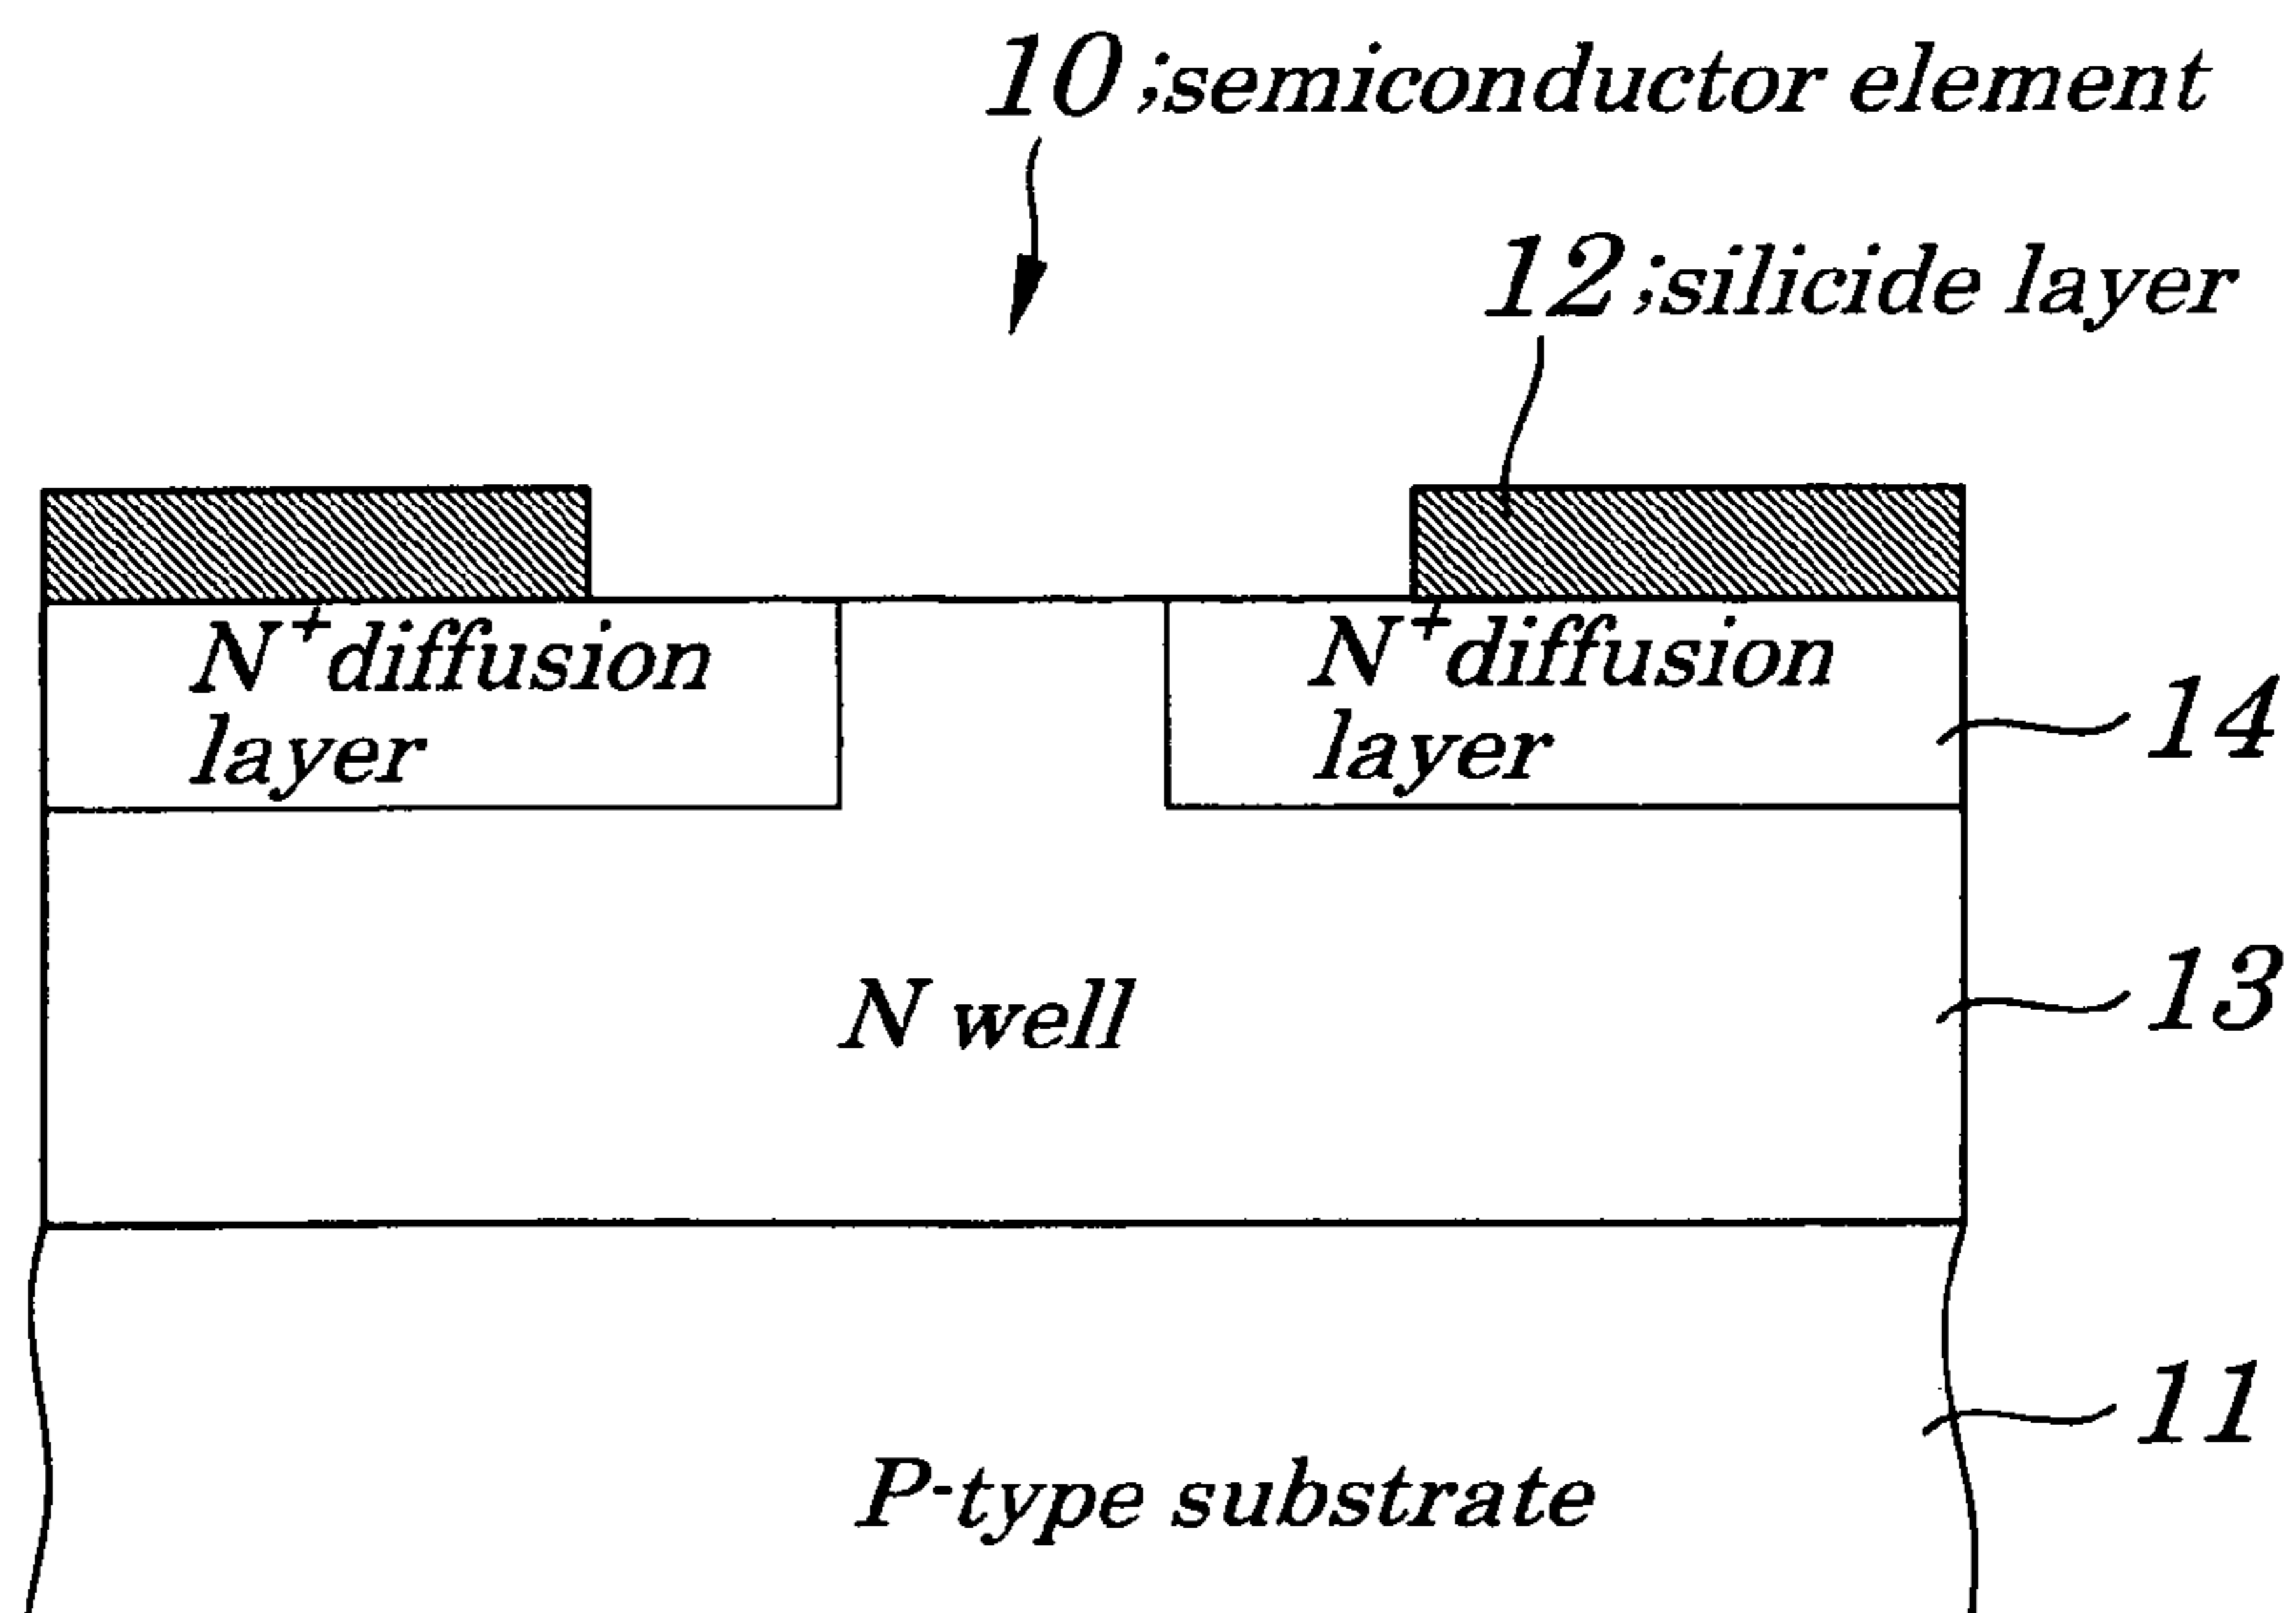 10 ;semiconductor element
12 ;silicide layer
N+ diffusion
layer
N+ diffusion
layer
14
N well
13
11
P-type substrate